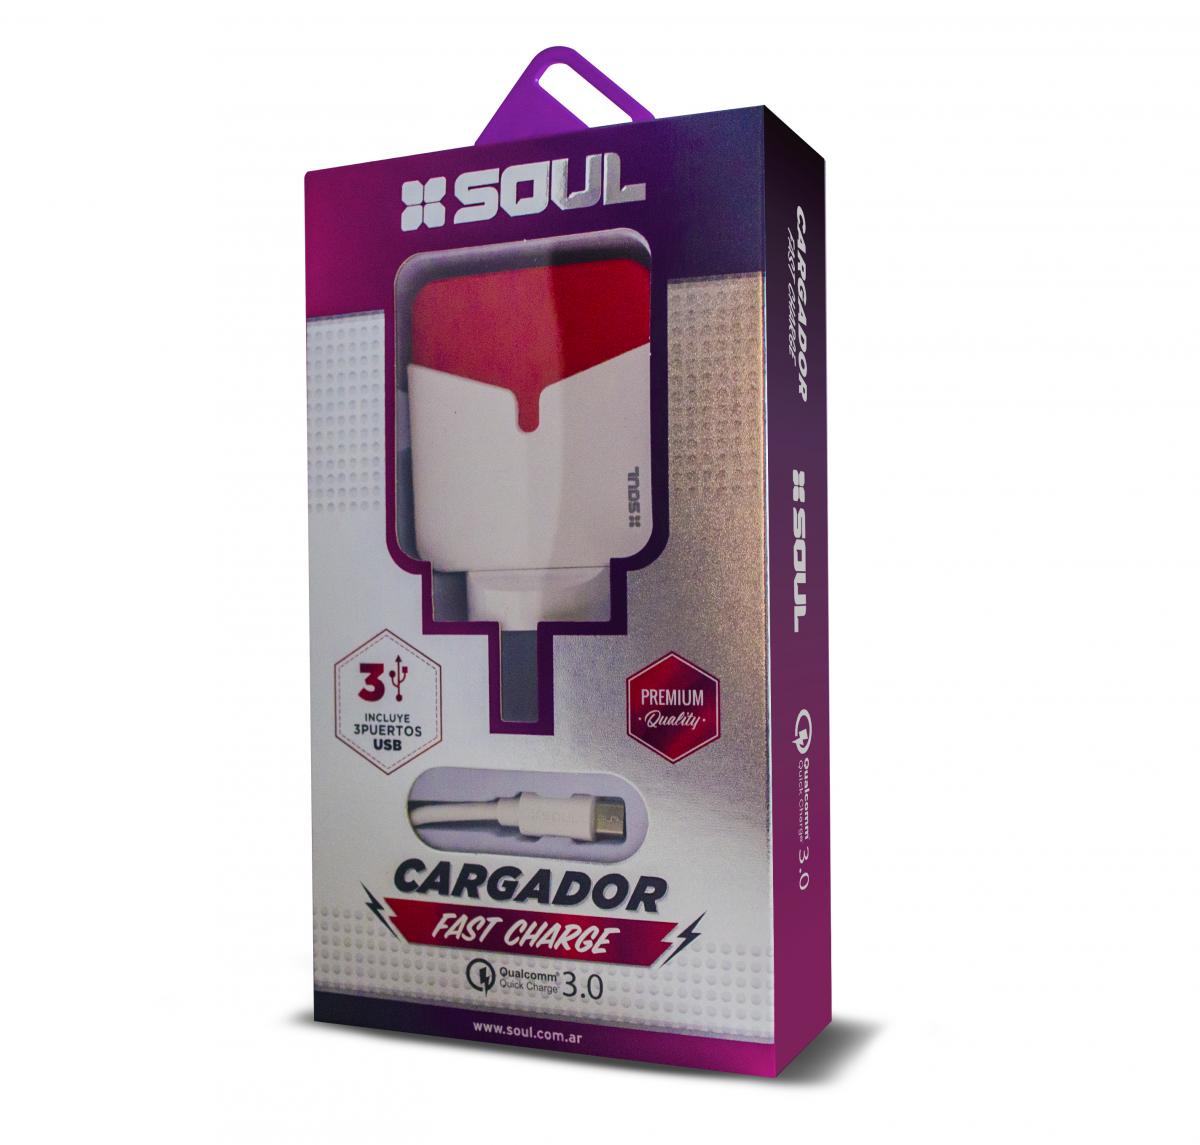 SOUL
SOUL
3
INCLUYE
3PUERTOS
USB
PREMIUM
Quality
SOUL
CARGADOR
FAST CHARGE
Qualcomm
Quick Charge 3.0
www.soul.com.ar
CARGADOR
FAST CHARGE
SOUL
Qualcomm
Quick Charge 3.0